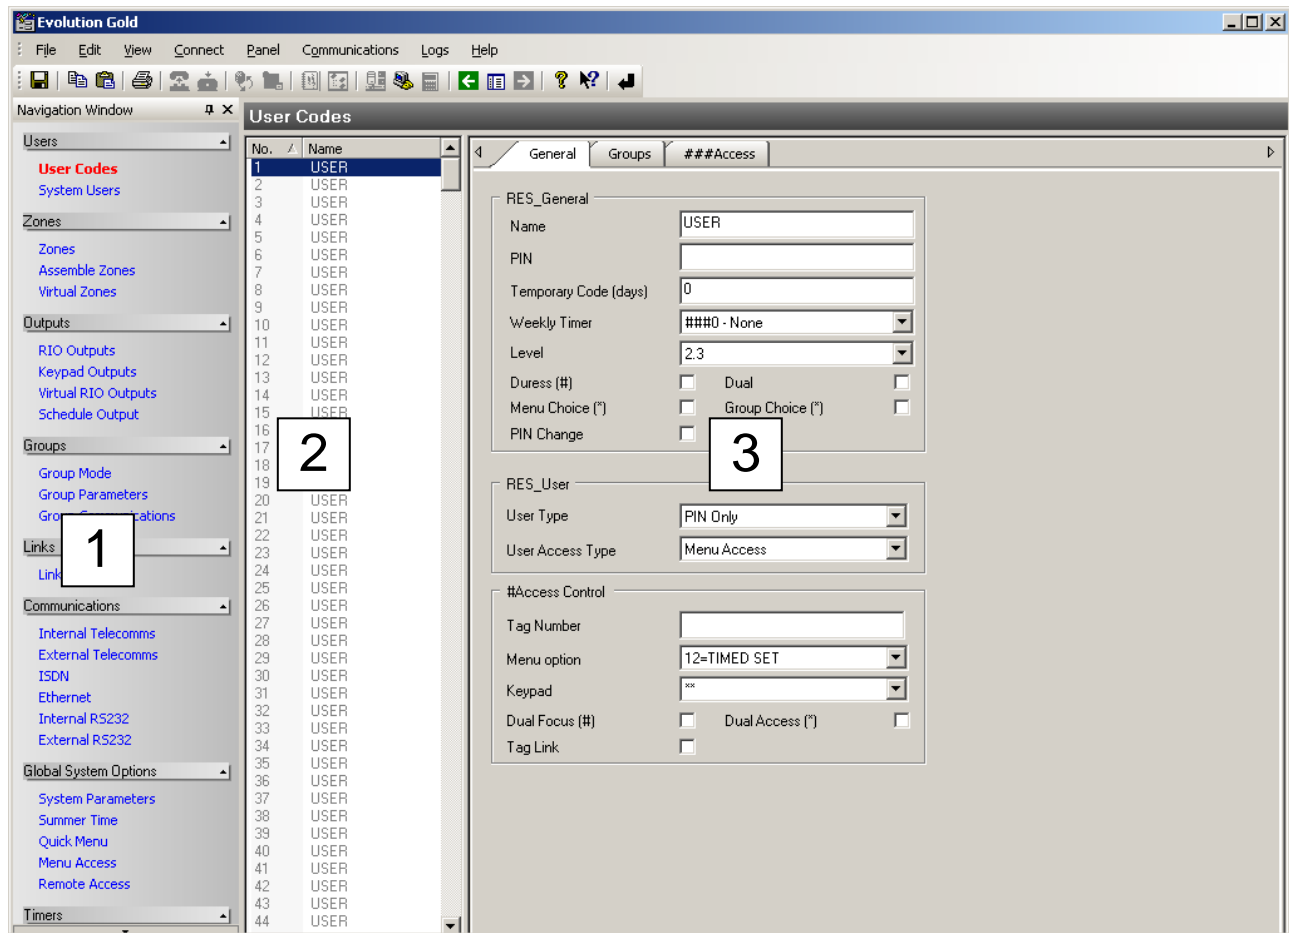 Evolution Gold
File Edit View Connect Panel Communications Logs Help
Navigation Window
User Codes
Users
User Codes
System Users
Zones
Zones
Assemble Zones
Virtual Zones
Outputs
RIO Outputs
Keypad Outputs
Virtual RIO Outputs
Schedule Output
Groups
Group Mode
Group Parameters
1
Links
Communications
Internal Telecomms
External Telecomms
ISDN
Ethernet
Internal RS232
External RS232
Global System Options
System Parameters
Summer Time
Quick Menu
Menu Access
Remote Access
Timers
No. Name
1 USER
2 USER
3 USER
4 USER
5 USER
6 USER
7 USER
8 USER
9 USER
10 USER
11 USER
12 USER
13 USER
14 USER
15 USER
16
17
18
19
2
20 USER
21 USER
22 USER
23 USER
24 USER
25 USER
26 USER
27 USER
28 USER
29 USER
30 USER
31 USER
32 USER
33 USER
34 USER
35 USER
36 USER
37 USER
38 USER
39 USER
40 USER
41 USER
42 USER
43 USER
44 USER
General Groups ###Access
RES_General
Name USER
PIN
Temporary Code (days) 0
Weekly Timer ###0 - None
Level 2.3
Duress (#) Dual
Menu Choice (*) Group Choice (*)
PIN Change
3
RES_User
User Type PIN Only
User Access Type Menu Access
#Access Control
Tag Number
Menu option 12=TIMED SET
Keypad **
Dual Focus (#) Dual Access (*)
Tag Link